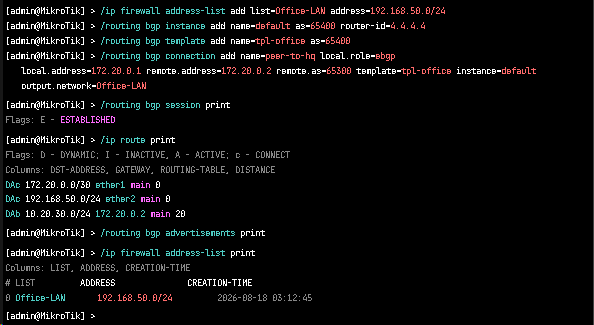 [admin@MikroTik] > /ip firewall address-list add list=Office-LAN address=192.168.50.0/24
[admin@MikroTik] > /routing bgp instance add name=default as=65400 router-id=4.4.4.4
[admin@MikroTik] > /routing bgp template add name=tpl-office as=65400
[admin@MikroTik] > /routing bgp connection add name=peer-to-hq local.role=ebgp
local.address=172.20.0.1 remote.address=172.20.0.2 remote.as=65300 template=tpl-office instance=default
output.network=Office-LAN
[admin@MikroTik] > /routing bgp session print
Flags: E - ESTABLISHED
[admin@MikroTik] > /ip route print
Flags: D - DYNAMIC; I - INACTIVE, A - ACTIVE; c - CONNECT
Columns: DST-ADDRESS, GATEWAY, ROUTING-TABLE, DISTANCE
DAc 172.20.0.0/30 ether1 main 0
DAc 192.168.50.0/24 ether2 main 0
DAb 10.20.30.0/24 172.20.0.2 main 20
[admin@MikroTik] > /routing bgp advertisements print
[admin@MikroTik] > /ip firewall address-list print
Columns: LIST, ADDRESS, CREATION-TIME
# LIST ADDRESS CREATION-TIME
0 Office-LAN 192.168.50.0/24 2026-08-18 03:12:45
[admin@MikroTik] >